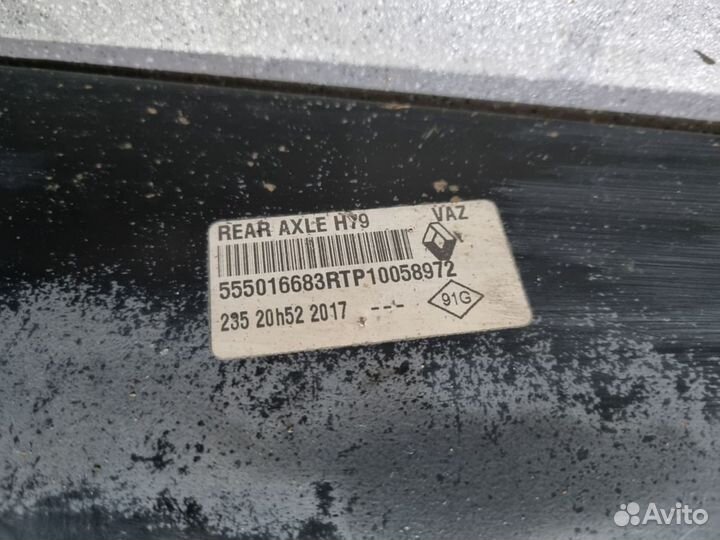 REAR AXLE H79 VAZ
555016683RTP10058972
235 20h52 2017 ---
91G
Avito